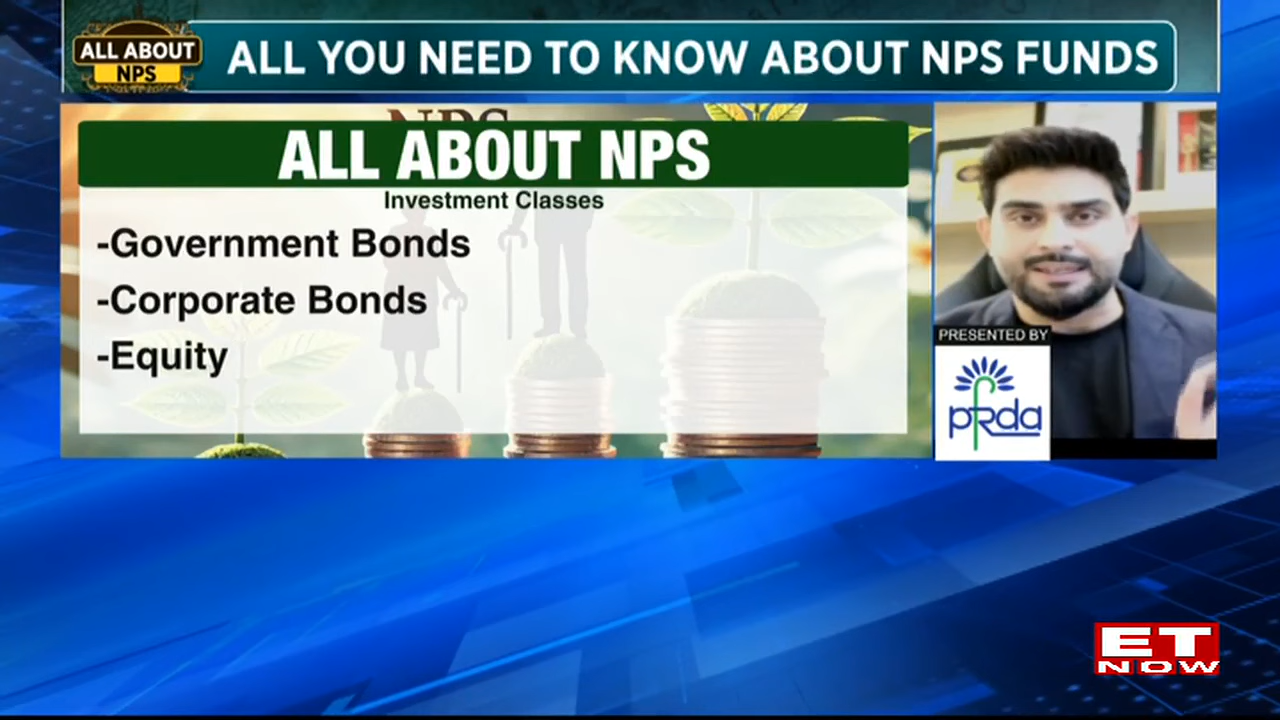 ALL ABOUT
NPS
ALL YOU NEED TO KNOW ABOUT NPS FUNDS
NPS
ALL ABOUT NPS
Investment Classes
-Government Bonds
-Corporate Bonds
-Equity
PRESENTED BY
pfrda
ET
NOW